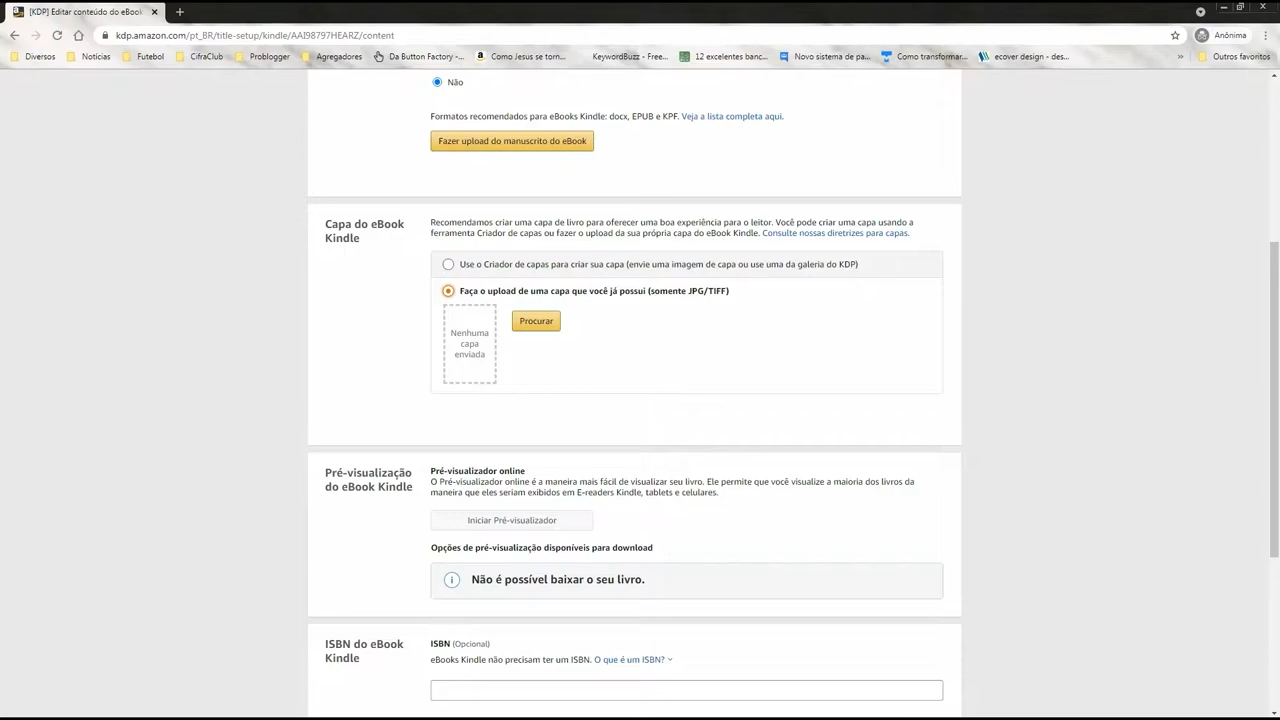 [KDP] Editar conteúdo do eBook
kdp.amazon.com/pt_BR/title-setup/kindle/AAI98797HEARZ/content
Anônima
Diversos
Notícias
Futebol
CifraClub
Problogger
Agregadores
Da Button Factory -...
Como Jesus se torn...
KeywordBuzz - Free...
12 excelentes banc...
Novo sistema de pa...
Como transformar...
ecover design - des...
»
Outros favoritos
Não
Formatos recomendados para eBooks Kindle: docx, EPUB e KPF. Veja a lista completa aqui.
Fazer upload do manuscrito do eBook
Capa do eBook
Kindle
Recomendamos criar uma capa de livro para oferecer uma boa experiência para o leitor. Você pode criar uma capa usando a
ferramenta Criador de capas ou fazer o upload da sua própria capa do eBook Kindle. Consulte nossas diretrizes para capas.
Use o Criador de capas para criar sua capa (envie uma imagem de capa ou use uma da galeria do KDP)
Faça o upload de uma capa que você já possui (somente JPG/TIFF)
Nenhuma
capa
enviada
Procurar
Pré-visualização
do eBook Kindle
Pré-visualizador online
O Pré-visualizador online é a maneira mais fácil de visualizar seu livro. Ele permite que você visualize a maioria dos livros da
maneira que eles seriam exibidos em E-readers Kindle, tablets e celulares.
Iniciar Pré-visualizador
Opções de pré-visualização disponíveis para download
Não é possível baixar o seu livro.
ISBN do eBook
Kindle
ISBN (Opcional)
eBooks Kindle não precisam ter um ISBN. O que é um ISBN?